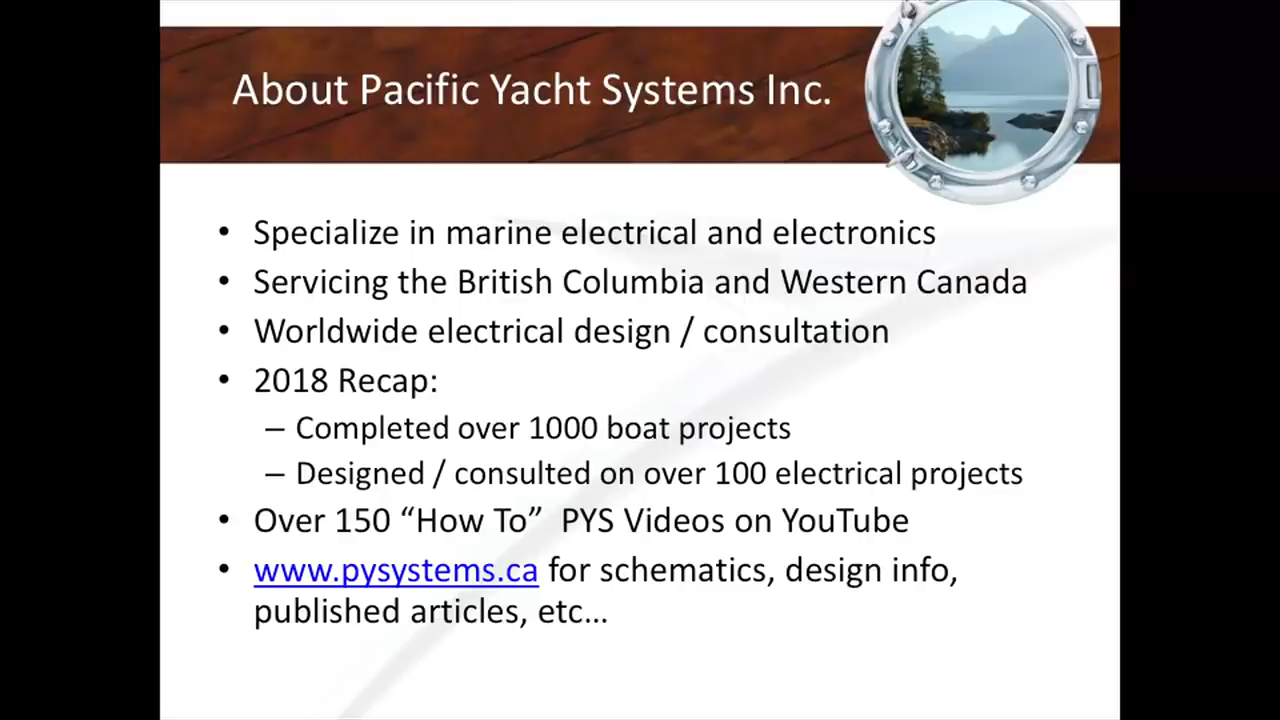 About Pacific Yacht Systems Inc.
• Specialize in marine electrical and electronics
• Servicing the British Columbia and Western Canada
• Worldwide electrical design / consultation
• 2018 Recap:
– Completed over 1000 boat projects
– Designed / consulted on over 100 electrical projects
• Over 150 “How To”  PYS Videos on YouTube
• www.pysystems.ca for schematics, design info,
published articles, etc…